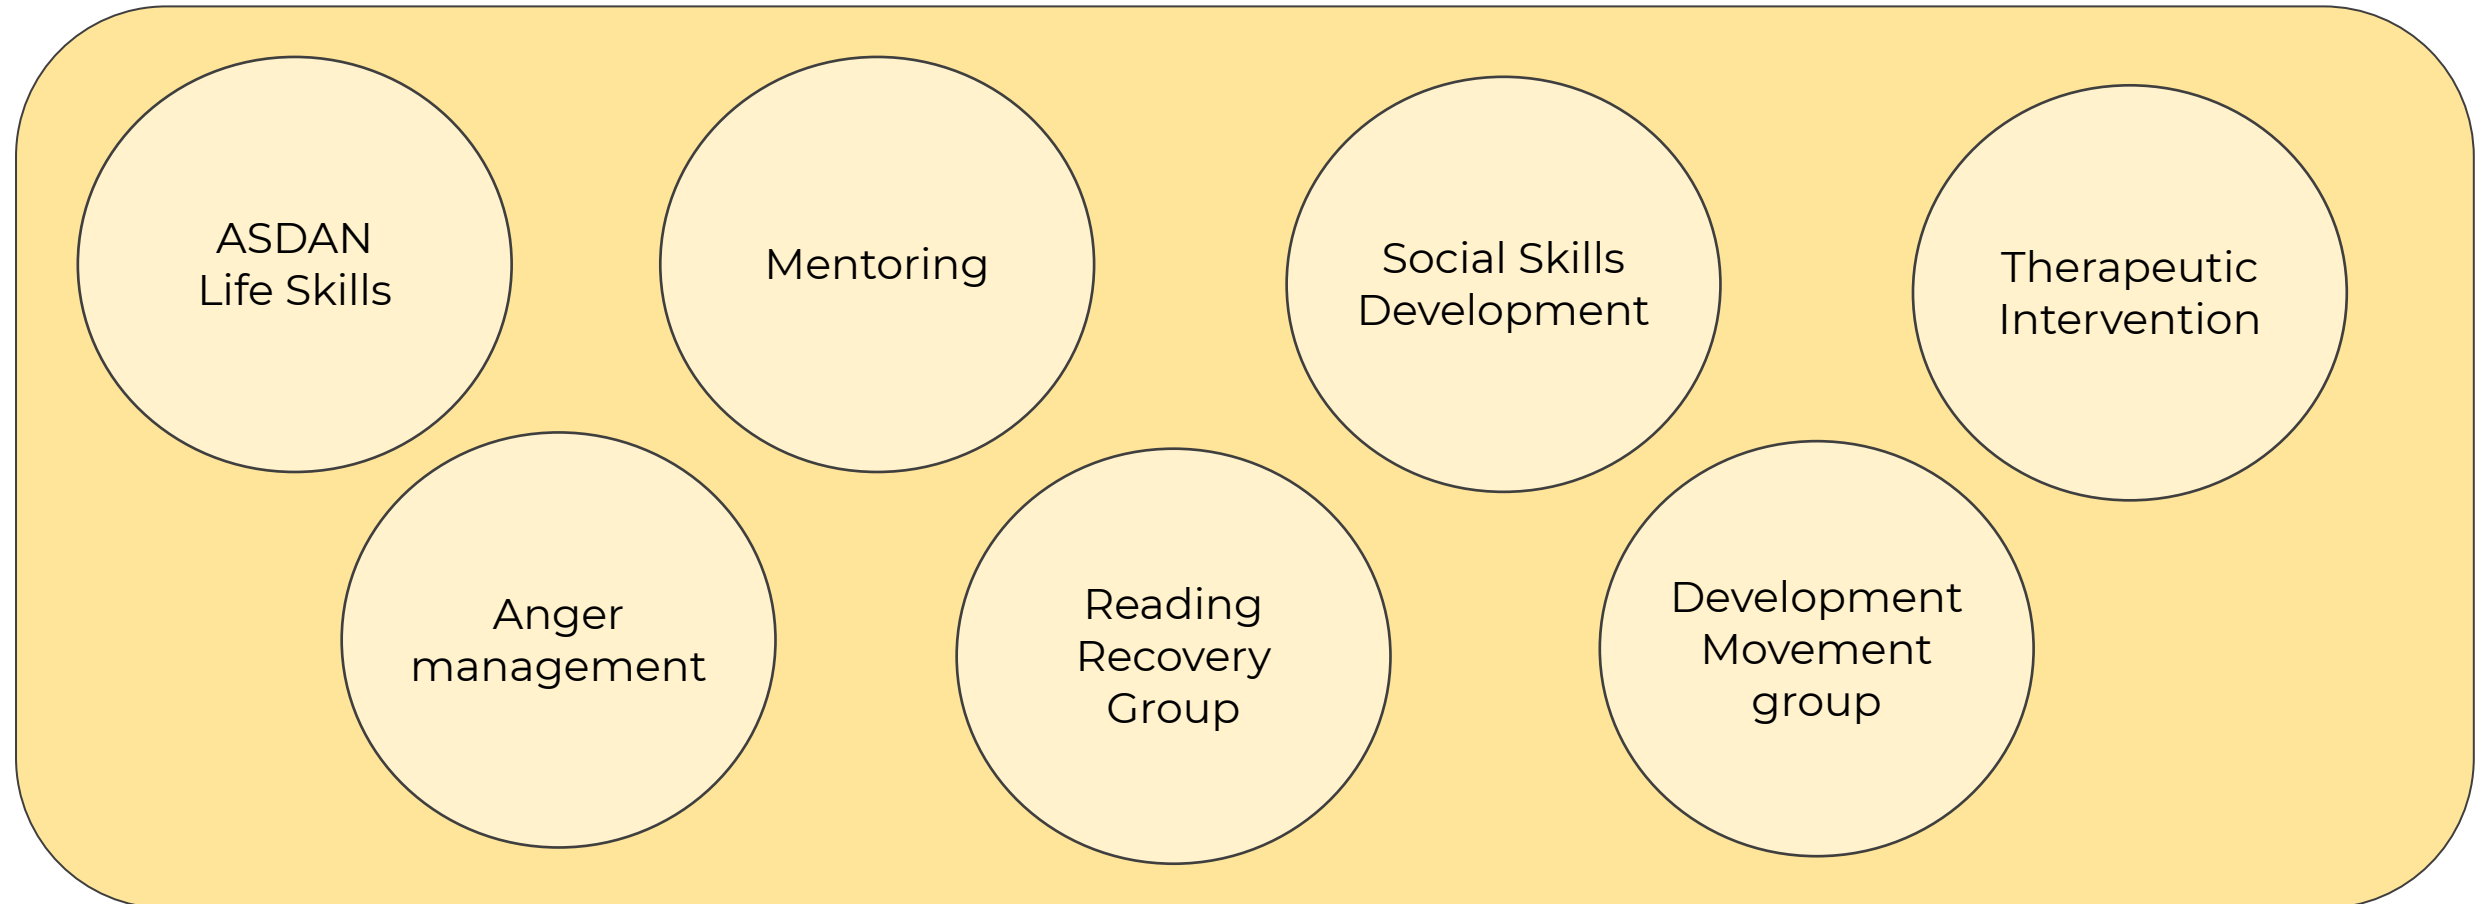 ASDAN
Life Skills
Mentoring
Social Skills
Development
Therapeutic
Intervention
Anger
management
Reading
Recovery
Group
Development
Movement
group